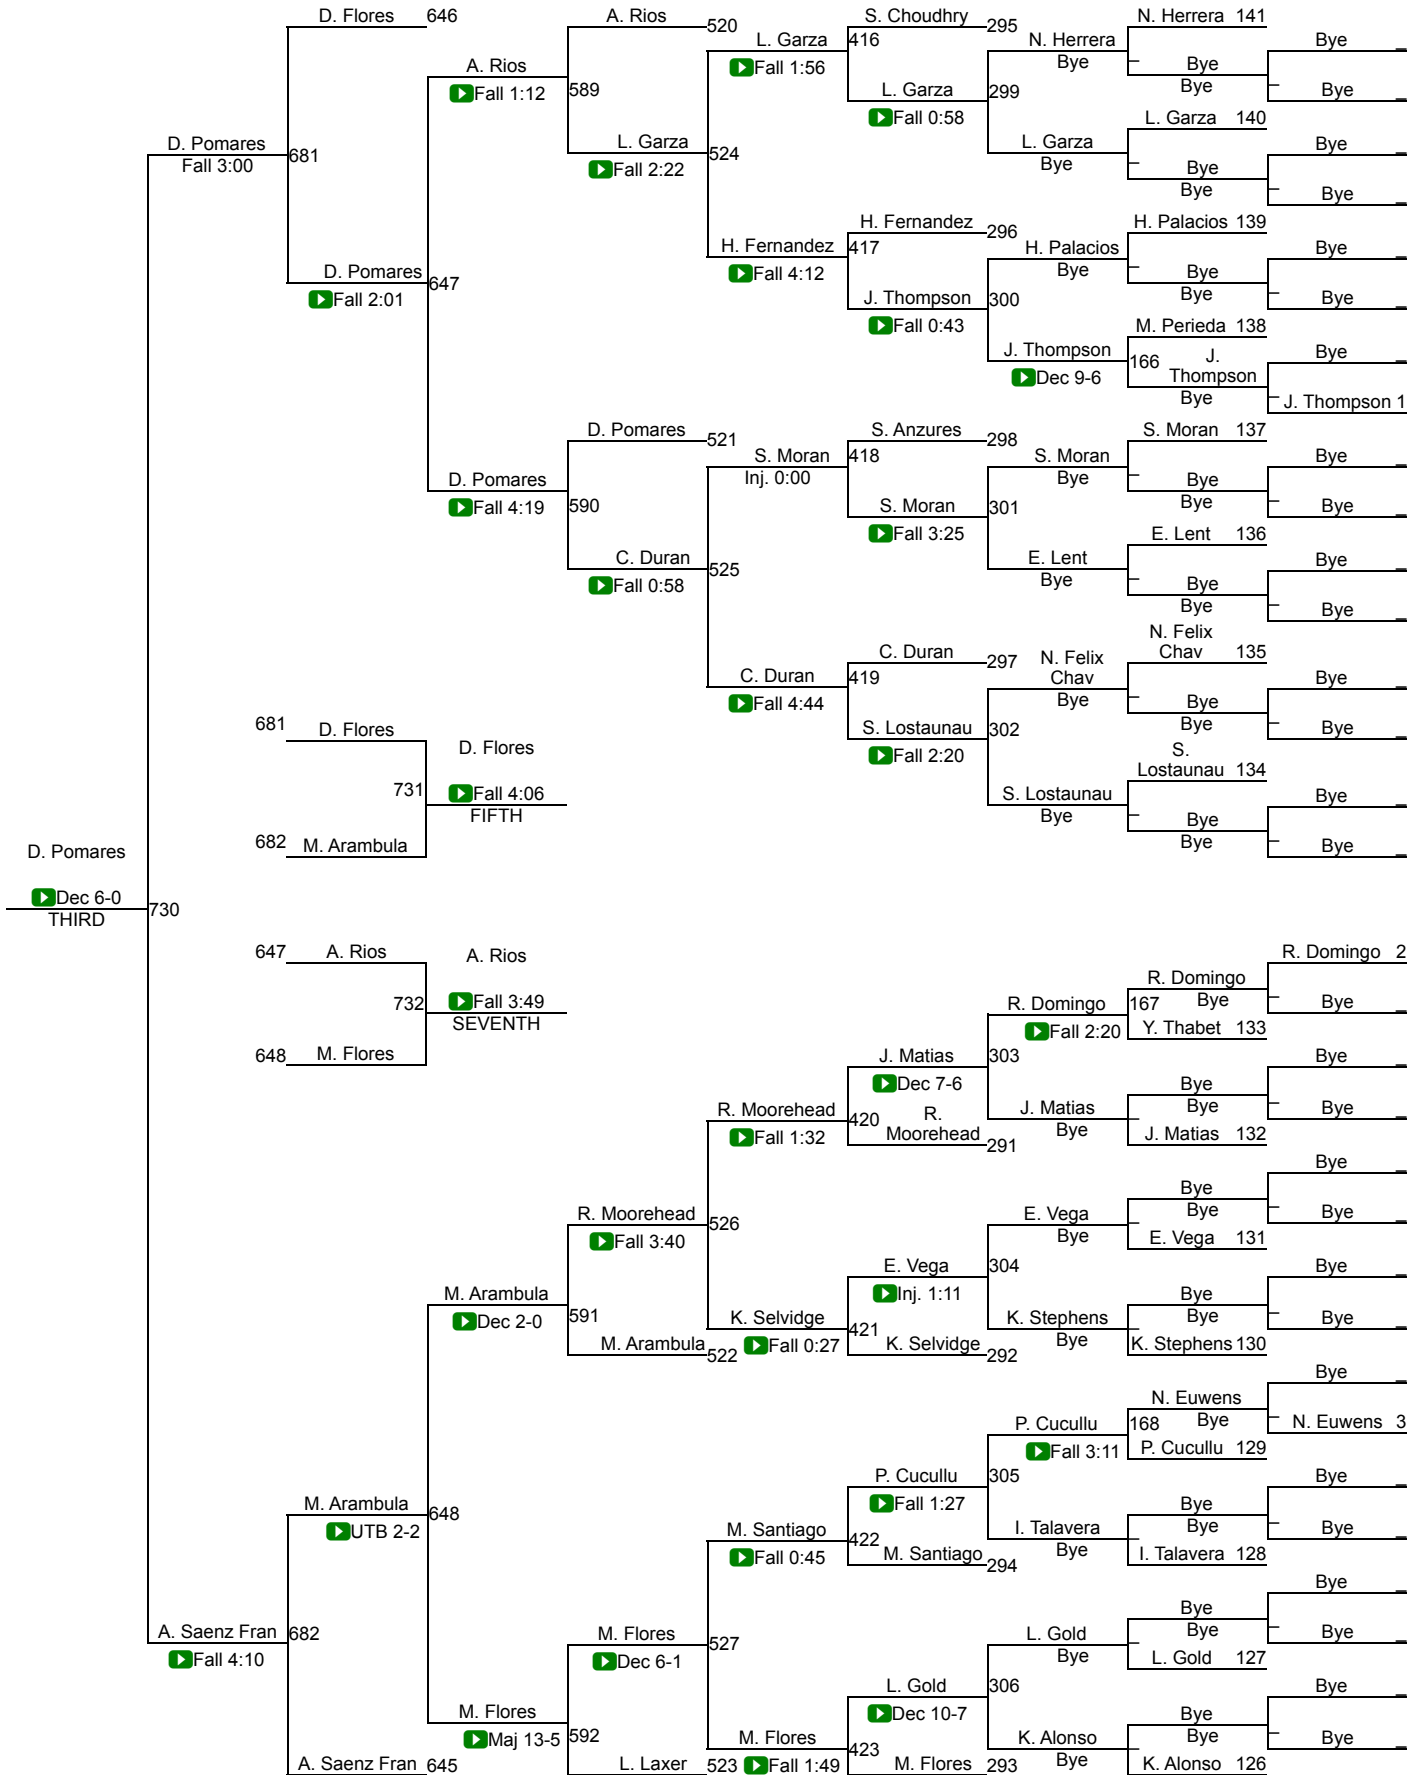 D. Flores 646
A. Rios 520
S. Choudhry 295
N. Herrera 141
L. Garza 416
N. Herrera
Bye
Bye
A. Rios
Fall 1:56
Bye
Bye
Fall 1:12
589
L. Garza
299
Bye
Bye
Fall 0:58
L. Garza 140
D. Pomares
681
L. Garza
524
L. Garza
Bye
Fall 3:00
Fall 2:22
Bye
Bye
Bye
Bye
H. Fernandez 296
H. Palacios 139
H. Fernandez
417
H. Palacios
Bye
D. Pomares
647
Fall 4:12
Bye
Bye
Fall 2:01
J. Thompson
300
Bye
Bye
Fall 0:43
M. Perieda 138
J. Thompson
166
J.
Thompson
Bye
Dec 9-6
Bye
J. Thompson 1
D. Pomares 521
S. Anzures 298
S. Moran 137
S. Moran
418
S. Moran
Bye
D. Pomares
Inj. 0:00
Bye
Bye
Fall 4:19
590
S. Moran
301
Bye
Bye
Fall 3:25
E. Lent 136
C. Duran
525
E. Lent
Bye
Fall 0:58
Bye
Bye
Bye
Bye
N. Felix
Chav 135
C. Duran 297
N. Felix
Chav
C. Duran
419
Bye
Bye
Fall 4:44
Bye
681
D. Flores
S. Lostaunau
302
Bye
Bye
D. Flores
Fall 2:20
S.
Lostaunau 134
731
Fall 4:06
S. Lostaunau
Bye
FIFTH
Bye
Bye
682 M. Arambula
Bye
Bye
D. Pomares
Dec 6-0
THIRD
730
647 A. Rios
A. Rios
R. Domingo 2
R. Domingo
732
Fall 3:49
R. Domingo
167
Bye
Bye
SEVENTH
Fall 2:20
Y. Thabet 133
648 M. Flores
J. Matias
303
Bye
Dec 7-6
Bye
R. Moorehead
420
R.
Moorehead
291
J. Matias
Bye
Bye
Fall 1:32
Bye
J. Matias 132
Bye
Bye
R. Moorehead
526
E. Vega
Bye
Bye
Fall 3:40
Bye
E. Vega 131
E. Vega
304
Bye
M. Arambula
Inj. 1:11
Bye
Dec 2-0
591
K. Selvidge
421
K. Stephens
Bye
Bye
M. Arambula 522
Fall 0:27
K. Selvidge 292
Bye
K. Stephens 130
Bye
N. Euwens
P. Cucullu
168
Bye
N. Euwens 3
Fall 3:11
P. Cucullu 129
P. Cucullu
305
Bye
M. Arambula
648
Fall 1:27
Bye
UTB 2-2
M. Santiago
422
I. Talavera
Bye
Bye
Fall 0:45
M. Santiago 294
Bye
I. Talavera 128
Bye
Bye
A. Saenz Fran
682
M. Flores
527
L. Gold
Bye
Bye
Fall 4:10
Dec 6-1
Bye
L. Gold 127
L. Gold
306
Bye
M. Flores
Dec 10-7
Bye
Maj 13-5
592
M. Flores
423
K. Alonso
Bye
Bye
A. Saenz Fran 645
L. Laxer 523
Fall 1:49
M. Flores 293
Bye
K. Alonso 126